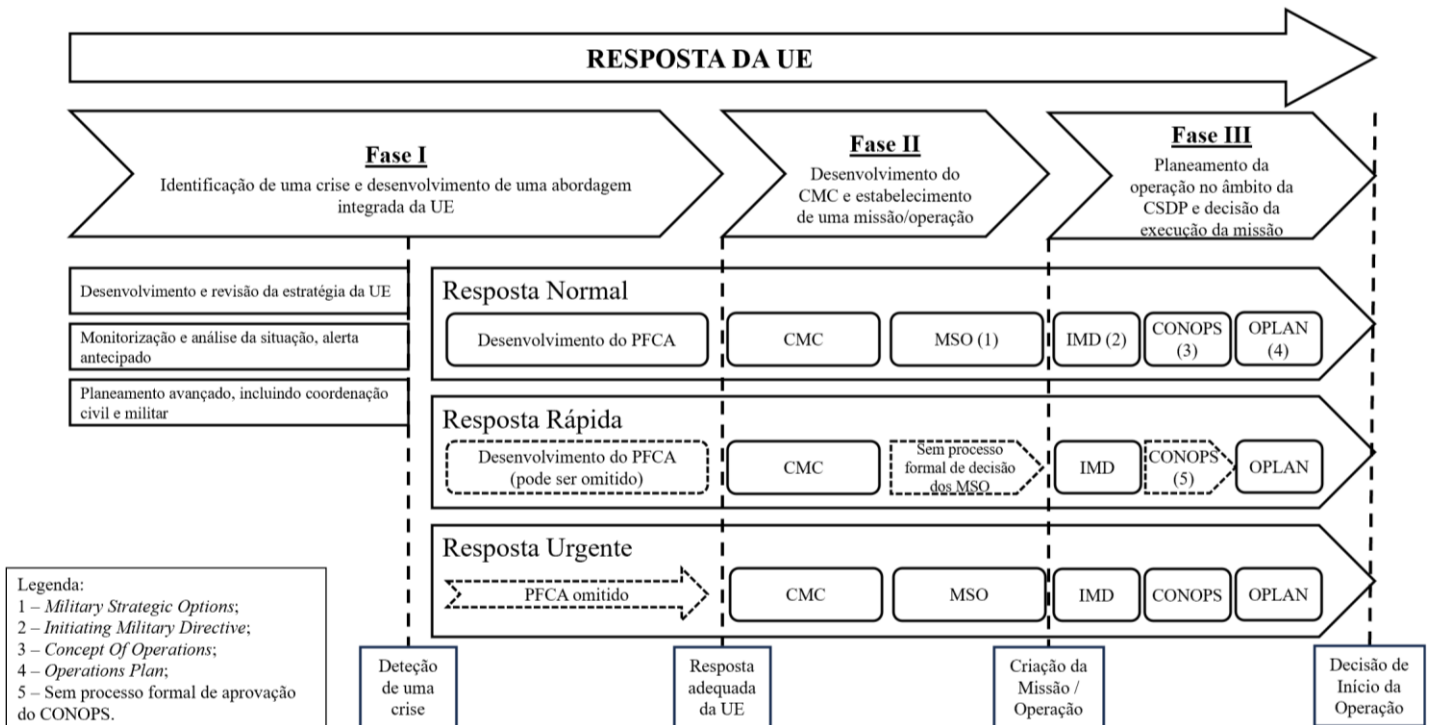 RESPOSTA DA UE
Fase I
Identificação de uma crise e desenvolvimento de uma abordagem
integrada da UE
Fase II
Desenvolvimento do
CMC e estabelecimento
de uma missão/operação
Fase III
Planeamento da
operação no âmbito da
CSDP e decisão da
execução da missão
Desenvolvimento e revisão da estratégia da UE
Monitorização e análise da situação, alerta
antecipado
Planeamento avançado, incluindo coordenação
civil e militar
Resposta Normal
Desenvolvimento do PFCA
CMC
MSO (1)
IMD (2)
CONOPS
(3)
OPLAN
(4)
Resposta Rápida
Desenvolvimento do PFCA
(pode ser omitido)
CMC
Sem processo
formal de decisão
dos MSO
IMD
CONOPS
(5)
OPLAN
Resposta Urgente
PFCA omitido
CMC
MSO
IMD
CONOPS
OPLAN
Legenda:
1 – Military Strategic Options;
2 – Initiating Military Directive;
3 – Concept Of Operations;
4 – Operations Plan;
5 – Sem processo formal de aprovação
do CONOPS.
Deteção
de uma
crise
Resposta
adequada
da UE
Criação da
Missão /
Operação
Decisão de
Início da
Operação